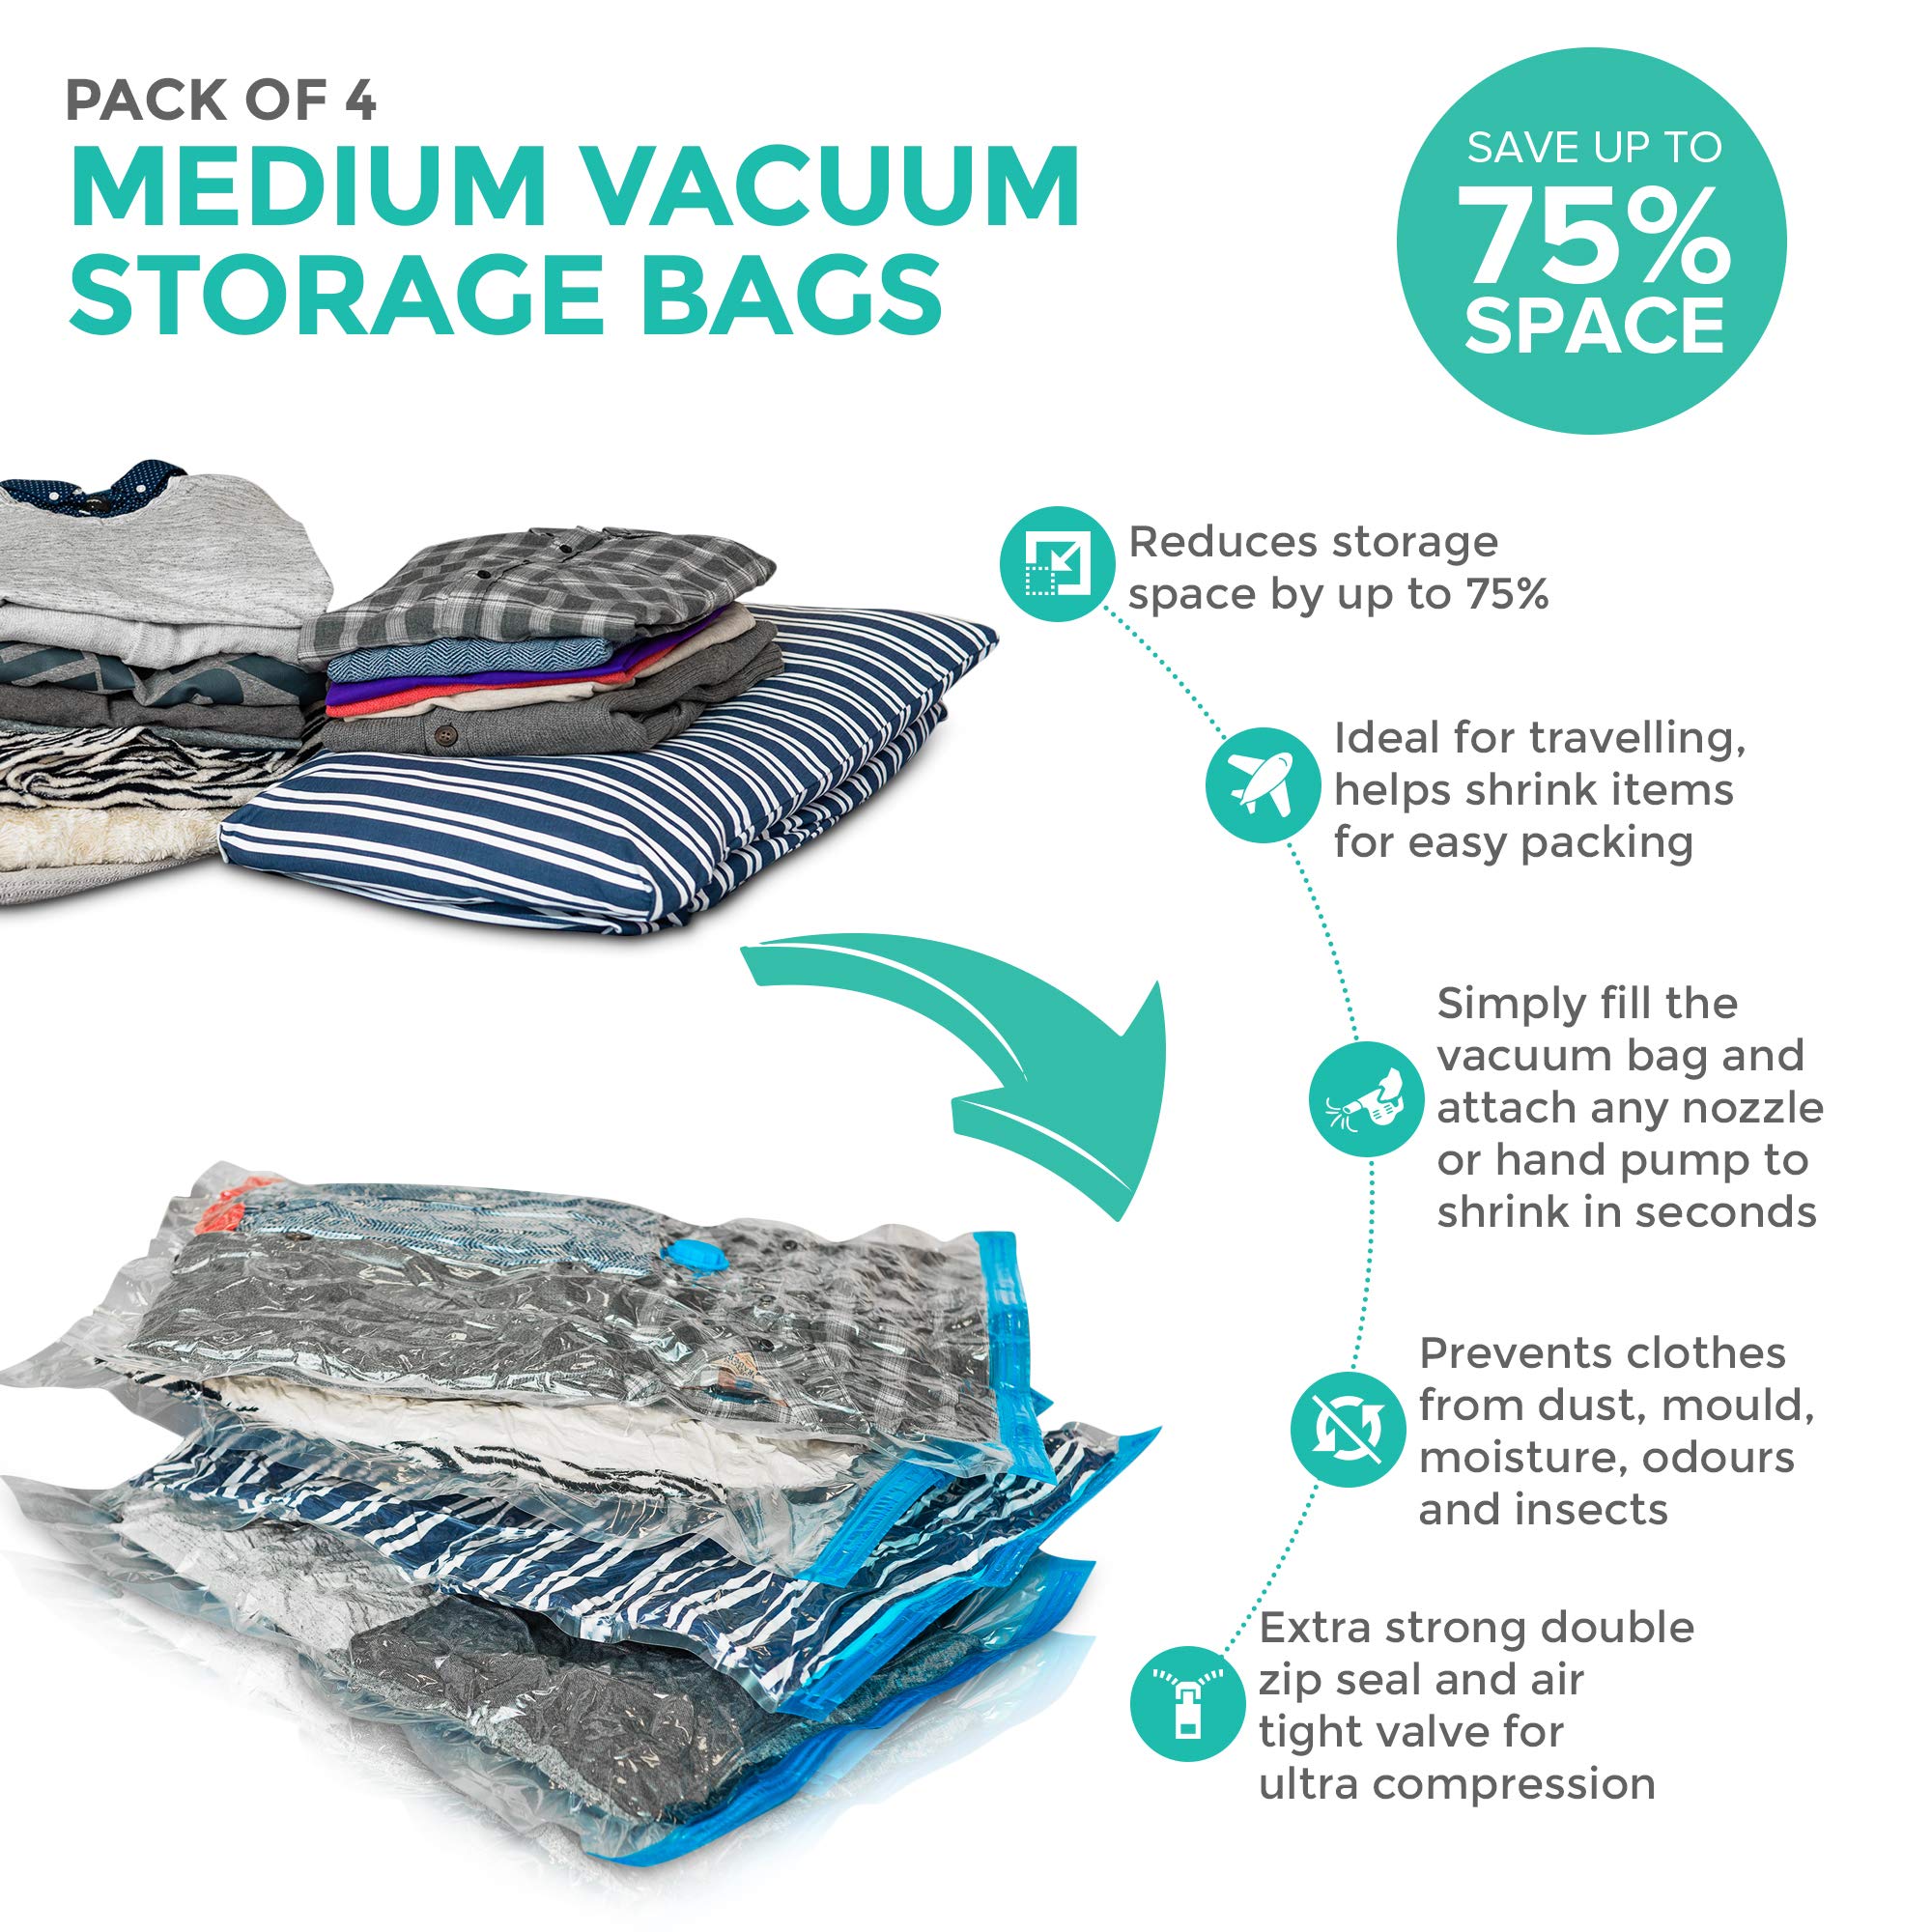 PACK OF 4
MEDIUM VACUUM
STORAGE BAGS
SAVE UP TO
75%
SPACE
Reduces storage
space by up to 75%
Ideal for travelling,
helps shrink items
for easy packing
Simply fill the
vacuum bag and
attach any nozzle
or hand pump to
shrink in seconds
Prevents clothes
from dust, mould,
moisture, odours
and insects
Extra strong double
zip seal and air
tight valve for
ultra compression